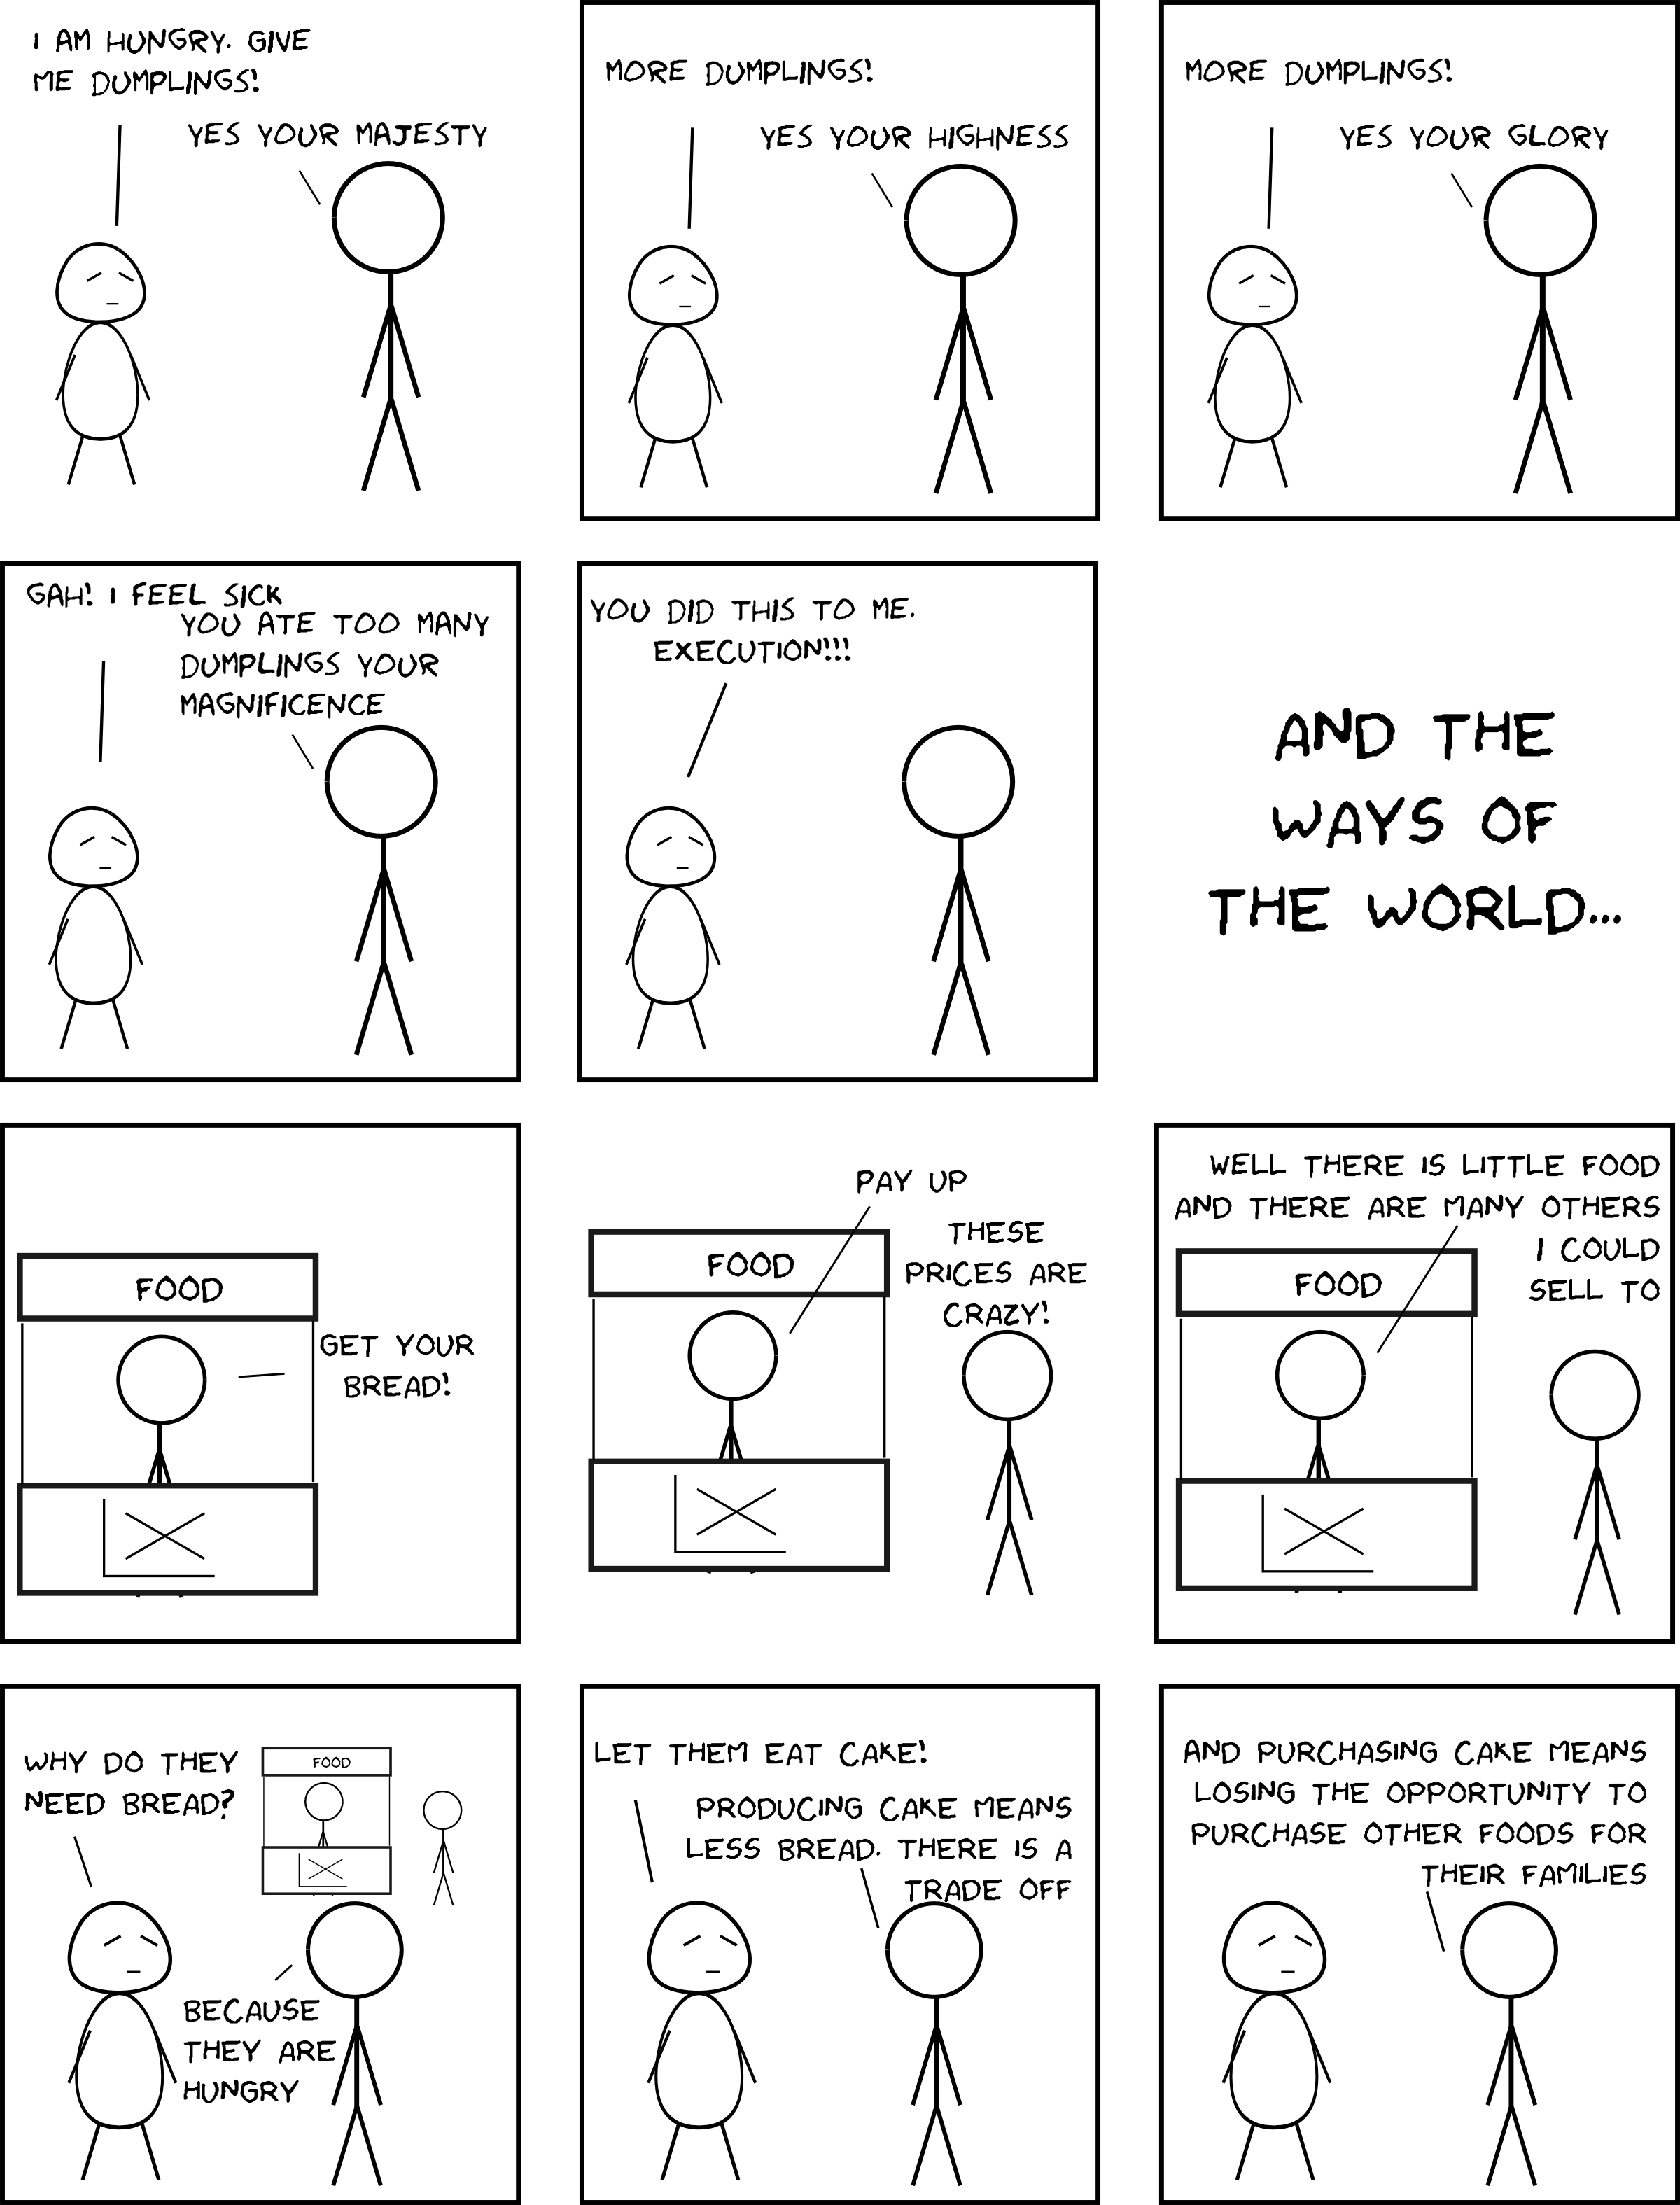 I AM HUNGRY. GIVE
ME DUMPLINGS!
YES YOUR MAJESTY
MORE DUMPLINGS!
YES YOUR HIGHNESS
MORE DUMPLINGS!
YES YOUR GLORY
GAH! I FEEL SICK
YOU ATE TOO MANY
DUMPLINGS YOUR
MAGNIFICENCE
YOU DID THIS TO ME.
EXECUTION!!!
AND THE
WAYS OF
THE WORLD...
FOOD
GET YOUR
BREAD!
PAY UP
THESE
PRICES ARE
CRAZY!
FOOD
WELL THERE IS LITTLE FOOD
AND THERE ARE MANY OTHERS
I COULD
SELL TO
FOOD
WHY DO THEY
NEED BREAD?
FOOD
BECAUSE
THEY ARE
HUNGRY
LET THEM EAT CAKE!
PRODUCING CAKE MEANS
LESS BREAD. THERE IS A
TRADE OFF
AND PURCHASING CAKE MEANS
LOSING THE OPPORTUNITY TO
PURCHASE OTHER FOODS FOR
THEIR FAMILIES